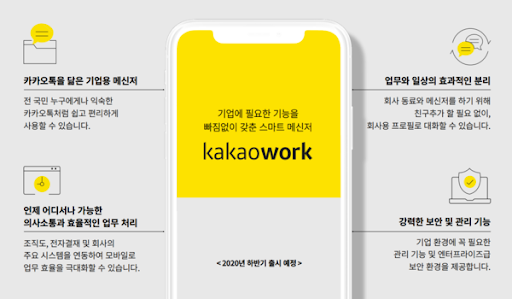 카카오톡을 닮은 기업용 메신저
전 국민 누구에게나 익숙한
카카오톡처럼 쉽고 편리하게
사용할 수 있습니다.
언제 어디서나 가능한
의사소통과 효율적인 업무 처리
조직도, 전자결재 및 회사의
주요 시스템을 연동하여 모바일로
업무 효율을 극대화할 수 있습니다.
기업에 필요한 기능을
빠짐없이 갖춘 스마트 메신저
kakaowork
< 2020년 하반기 출시 예정 >
업무와 일상의 효과적인 분리
회사 동료와 메신저를 하기 위해
친구추가 할 필요 없이,
회사용 프로필로 대화할 수 있습니다.
강력한 보안 및 관리 기능
기업 환경에 꼭 필요한
관리 기능 및 엔터프라이즈급
보안 환경을 제공합니다.